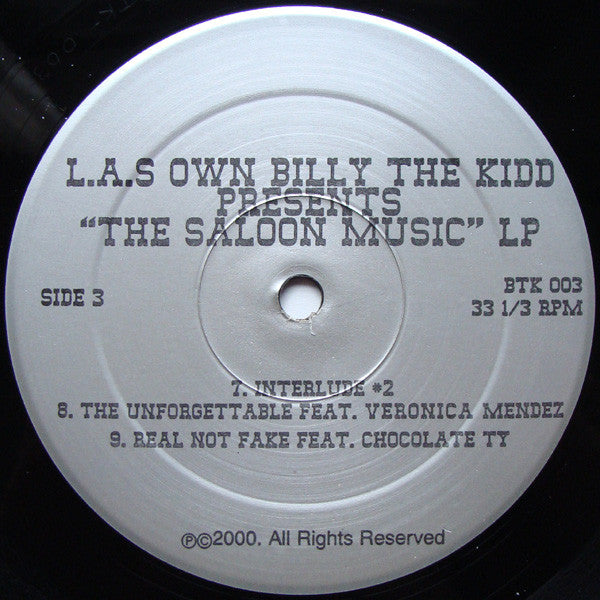 L.A.S OWN BILLY THE KIDD
PRESENTS
"THE SALOON MUSIC" LP
SIDE 3
BTK 003
33 1/3 RPM
7. INTERLUDE #2
8. THE UNFORGETTABLE FEAT. VERONICA MENDEZ
9. REAL NOT FAKE FEAT. CHOCOLATE TY
℗©2000. All Rights Reserved